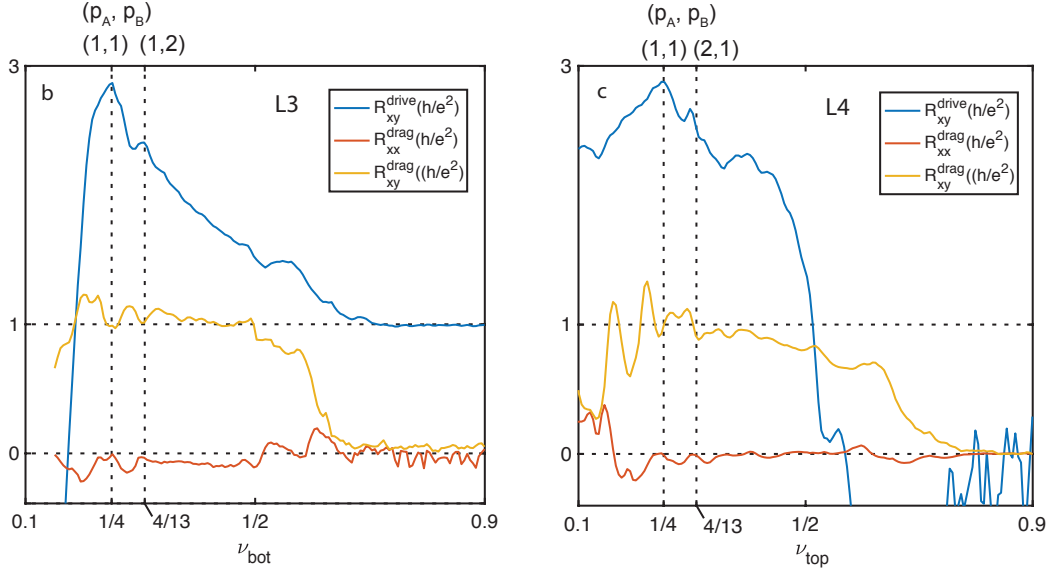 (p_A, p_B)
(1,1) (1,2)
3
b
L3
R_xy^drive(h/e^2)
R_xx^drag(h/e^2)
R_xy^drag((h/e^2)
1
0
0.1 1/4 4/13 1/2 0.9
ν_bot
(p_A, p_B)
(1,1) (2,1)
3
c
L4
R_xy^drive(h/e^2)
R_xx^drag(h/e^2)
R_xy^drag((h/e^2)
1
0
0.1 1/4 4/13 1/2 0.9
ν_top